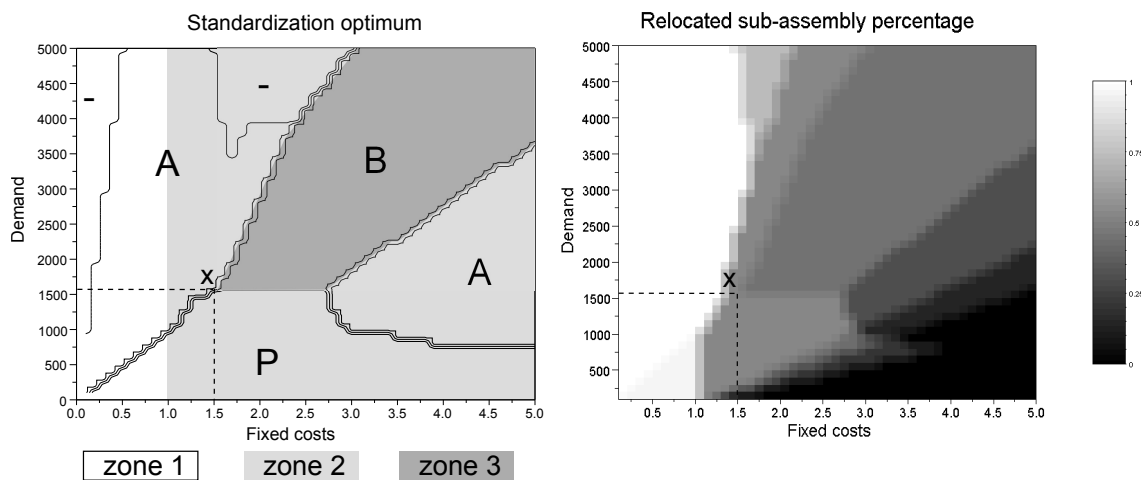 Standardization optimum
5000
4500
4000
3500
3000
2500
2000
1500
1000
500
0
Demand
-
-
A
B
A
P
x
0.0 0.5 1.0 1.5 2.0 2.5 3.0 3.5 4.0 4.5 5.0
Fixed costs
zone 1 zone 2 zone 3
Relocated sub-assembly percentage
5000
4500
4000
3500
3000
2500
2000
1500
1000
500
Demand
x
0.5 1.0 1.5 2.0 2.5 3.0 3.5 4.0 4.5 5.0
Fixed costs
1
0.75
0.5
0.25
0